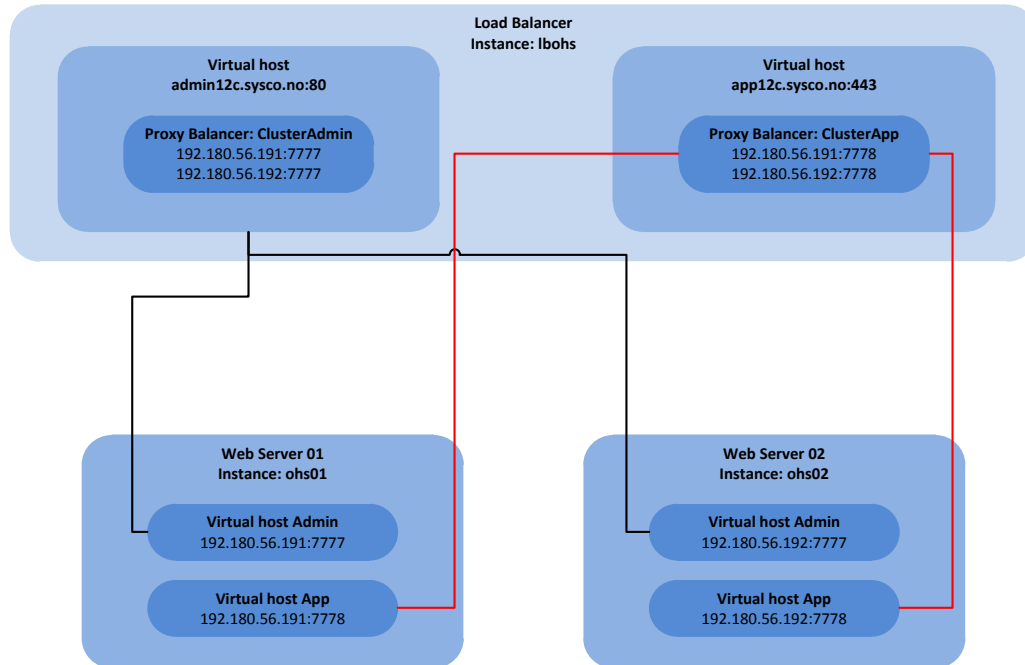 Load Balancer
Instance: lbohs
Virtual host
admin12c.sysco.no:80
Proxy Balancer: ClusterAdmin
192.180.56.191:7777
192.180.56.192:7777
Virtual host
app12c.sysco.no:443
Proxy Balancer: ClusterApp
192.180.56.191:7778
192.180.56.192:7778
Web Server 01
Instance: ohs01
Virtual host Admin
192.180.56.191:7777
Virtual host App
192.180.56.191:7778
Web Server 02
Instance: ohs02
Virtual host Admin
192.180.56.192:7777
Virtual host App
192.180.56.192:7778